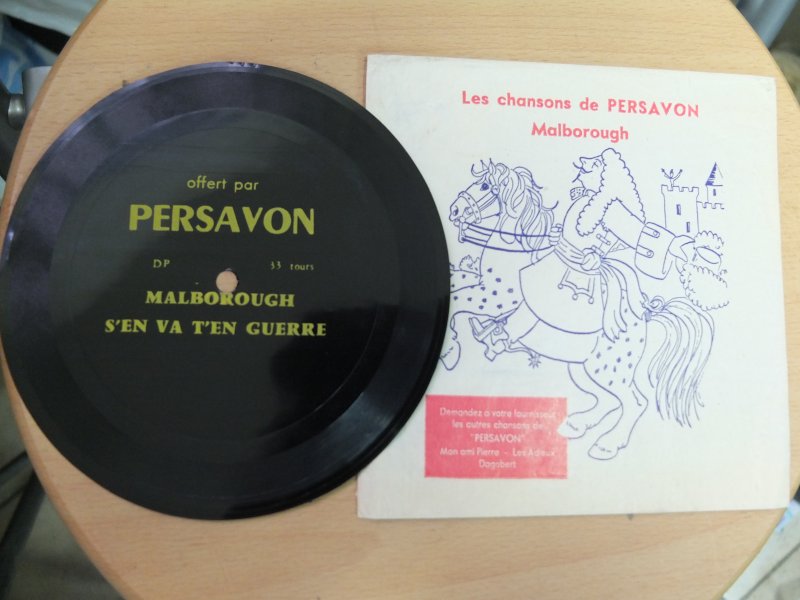 offert par
PERSAVON
DP 33 tours
MALBOROUGH
S'EN VA T'EN GUERRE
Les chansons de PERSAVON
Malborough
Demandez a votre fournisseur
les autres chansons de
"PERSAVON"
Mon ami Pierre - Les Adieux
Dagobert